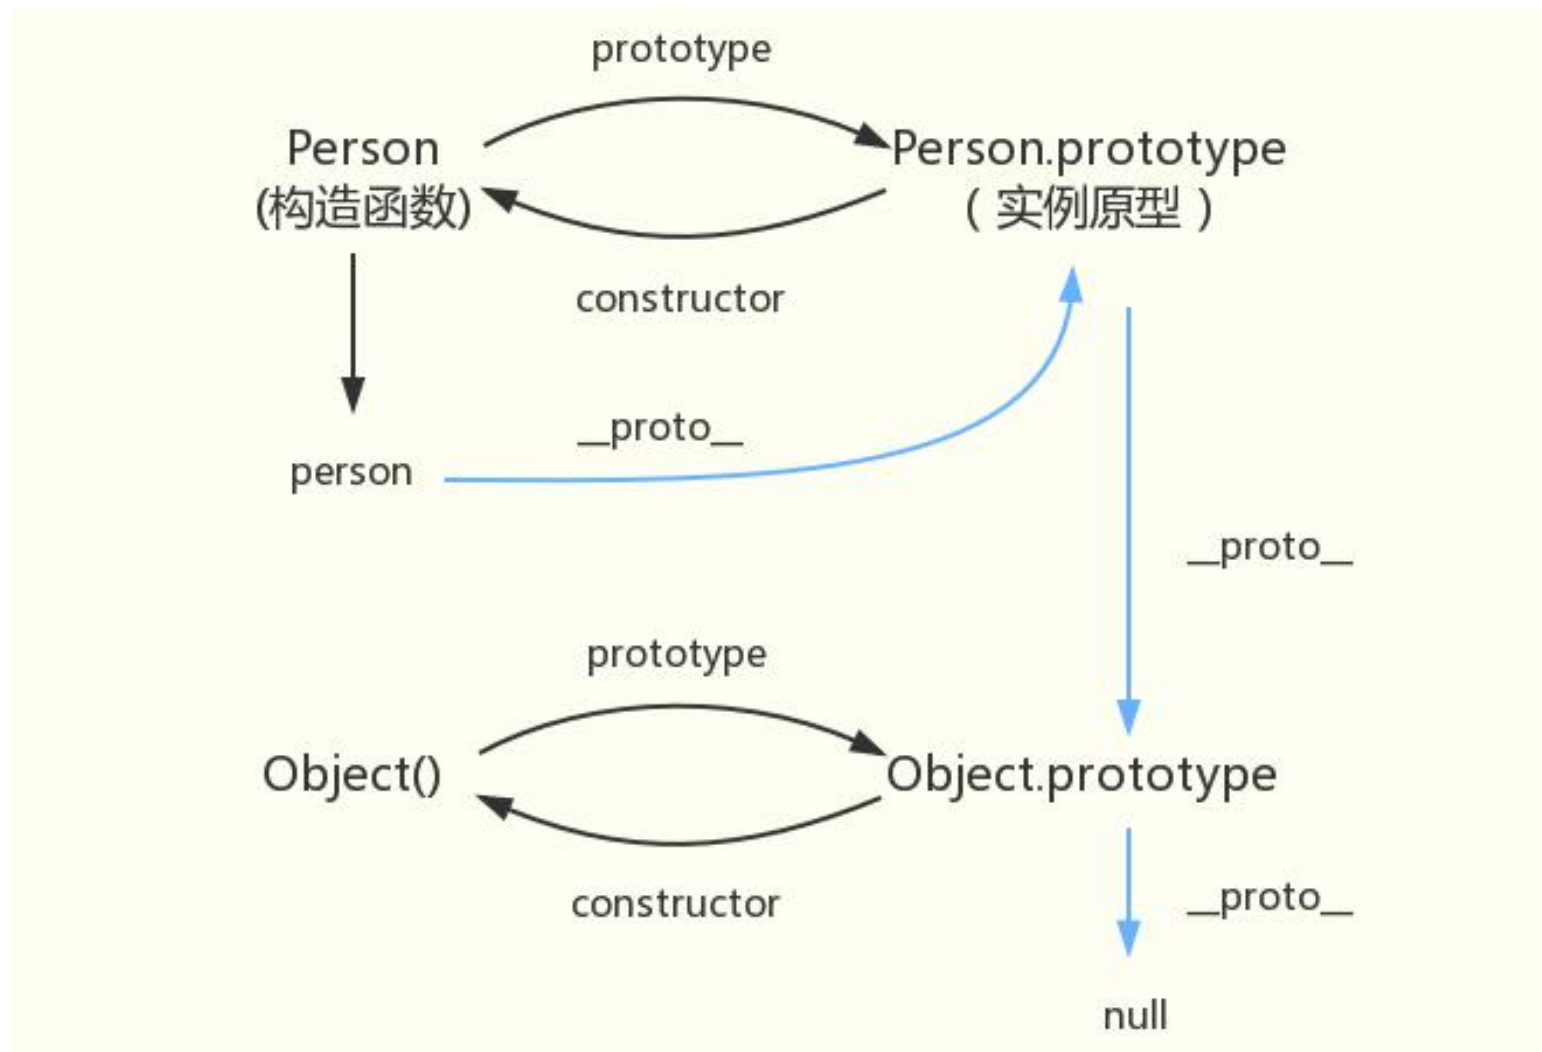 prototype
Person
Person.prototype
(构造函数)
( 实例原型 )
constructor
__proto__
person
__proto__
prototype
Object()
Object.prototype
constructor
__proto__
null